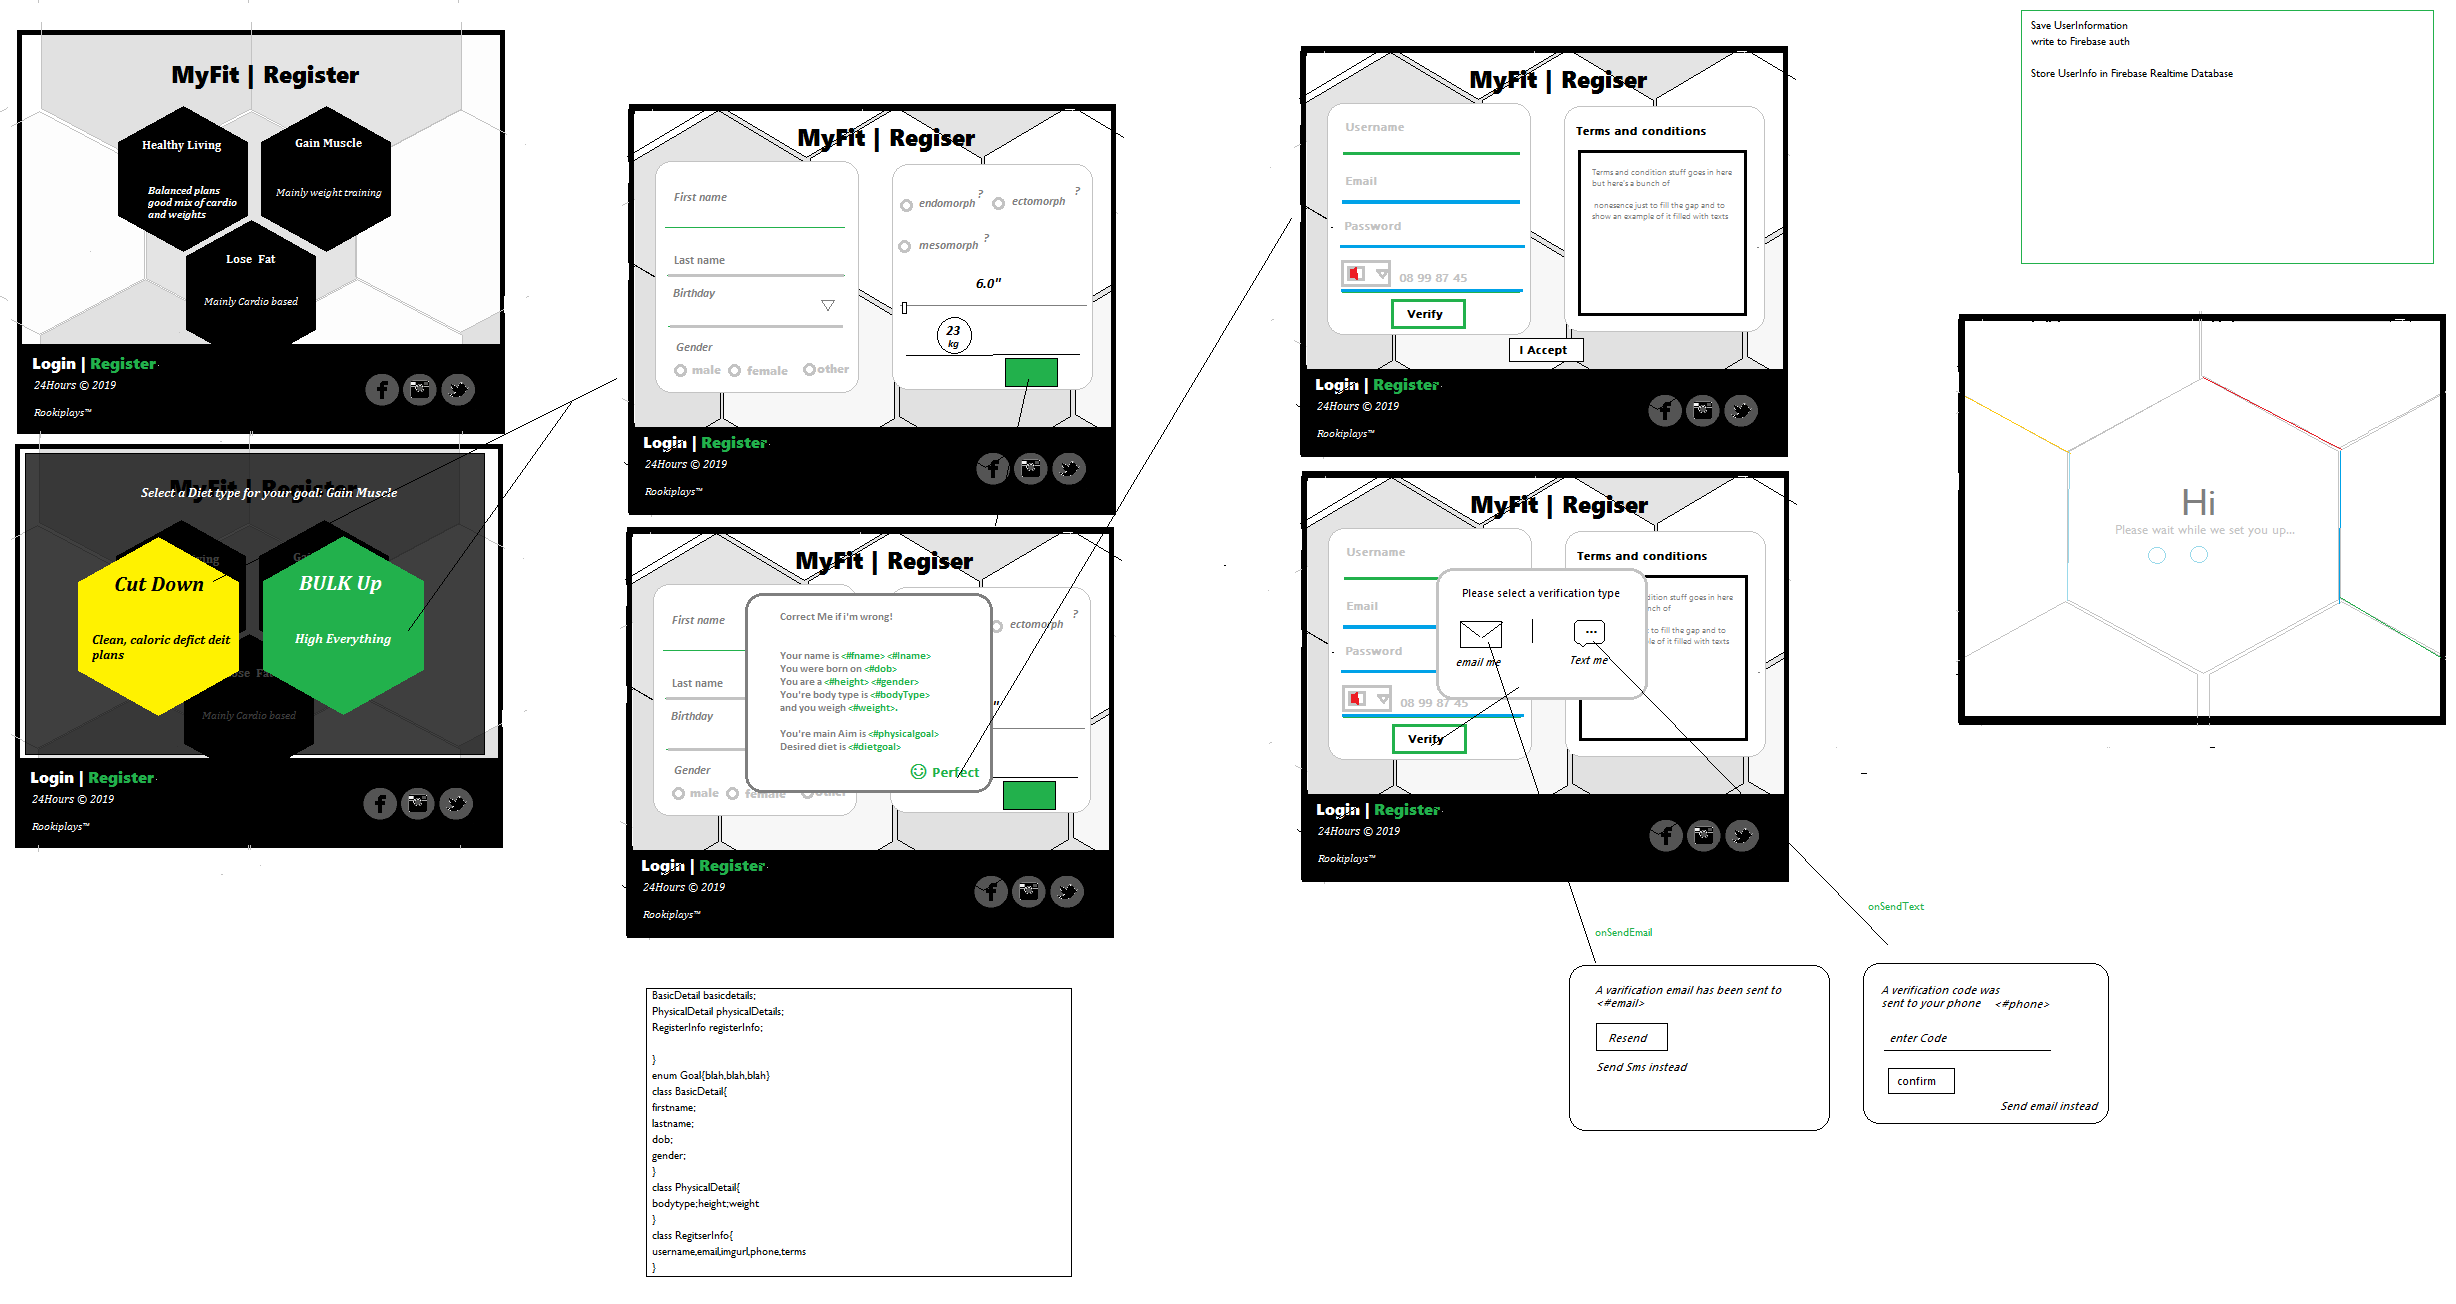 MyFit | Register
Healthy Living
Balanced plans
good mix of cardio
and weights
Gain Muscle
Mainly weight training
Lose Fat
Mainly Cardio based
Login | Register
24Hours © 2019
Rookiplays™
Select a Diet type for your goal: Gain Muscle
Cut Down
Clean, caloric defict deit
plans
BULK Up
High Everything
Mainly Cardio based
Login | Register
24Hours © 2019
Rookiplays™
MyFit | Regiser
First name
Last name
Birthday
Gender
male female other
endomorph ? ectomorph ?
mesomorph ?
6.0"
23
kg
Login | Register
24Hours © 2019
Rookiplays™
MyFit | Regiser
First name
Last name
Birthday
Gender
male female other
ectomorph ?
"
Correct Me if i'm wrong!
Your name is <#fname> <#lname>
You were born on <#dob>
You are a <#height> <#gender>
You're body type is <#bodyType>
and you weigh <#weight>.
You're main Aim is <#physicalgoal>
Desired diet is <#dietgoal>
Perfect
Login | Register
24Hours © 2019
Rookiplays™
BasicDetail basicdetails;
PhysicalDetail physicalDetails;
RegisterInfo registerInfo;
}
enum Goal{blah,blah,blah}
class BasicDetail{
firstname;
lastname;
dob;
gender;
}
class PhysicalDetail{
bodytype;height;weight
}
class RegitserInfo{
username,email,imgurl,phone,terms
}
MyFit | Regiser
Username
Email
Password
08 99 87 45
Verify
Terms and conditions
Terms and condition stuff goes in here
but here's a bunch of
nonesence just to fill the gap and to
show an example of it filled with texts
I Accept
Login | Register
24Hours © 2019
Rookiplays™
MyFit | Regiser
Username
Email
Password
08 99 87 45
Verify
Terms and conditions
dition stuff goes in here
nch of
t to fill the gap and to
le of it filled with texts
Please select a verification type
email me
Text me
Login | Register
24Hours © 2019
Rookiplays™
onSendEmail
onSendText
A varification email has been sent to
<#email>
Resend
Send Sms instead
A verification code was
sent to your phone <#phone>
enter Code
confirm
Send email instead
Save UserInformation
write to Firebase auth
Store UserInfo in Firebase Realtime Database
Hi
Please wait while we set you up...